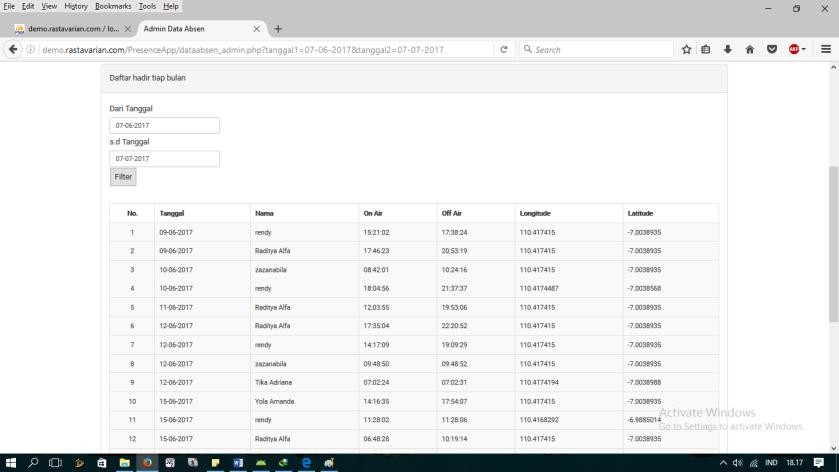 File Edit View History Bookmarks Tools Help
demo.rastavarian.com / lo... Admin Data Absen
demo.rastavarian.com/PresenceApp/dataabsen_admin.php?tanggal1=07-06-2017&tanggal2=07-07-2017 Search
Daftar hadir tiap bulan
Dari Tanggal
07-06-2017
s.d Tanggal
07-07-2017
Filter
No. Tanggal Nama On Air Off Air Longitude Latitude
1 09-06-2017 rendy 15:21:02 17:38:24 110.417415 -7.0038935
2 09-06-2017 Raditya Alfa 17:46:23 20:53:19 110.417415 -7.0038935
3 10-06-2017 zazanabila 08:42:01 10:24:16 110.417415 -7.0038935
4 10-06-2017 rendy 18:04:56 21:37:37 110.4174487 -7.0038568
5 11-06-2017 Raditya Alfa 12:03:55 19:53:06 110.417415 -7.0038935
6 12-06-2017 Raditya Alfa 17:35:04 22:20:52 110.417415 -7.0038935
7 12-06-2017 rendy 14:17:09 19:09:29 110.417415 -7.0038935
8 12-06-2017 zazanabila 09:48:50 09:48:52 110.417415 -7.0038935
9 12-06-2017 Tika Adriana 07:02:24 07:02:31 110.4174194 -7.0038988
10 15-06-2017 Yola Amanda 14:16:35 17:54:07 110.417415 -7.0038935
11 15-06-2017 rendy 11:28:02 11:28:06 110.4168292 -6.9885014
12 15-06-2017 Raditya Alfa 06:48:28 10:19:14 110.417415 -7.0038935
Activate Windows
Go to Settings to activate Windows.
IND 18.17